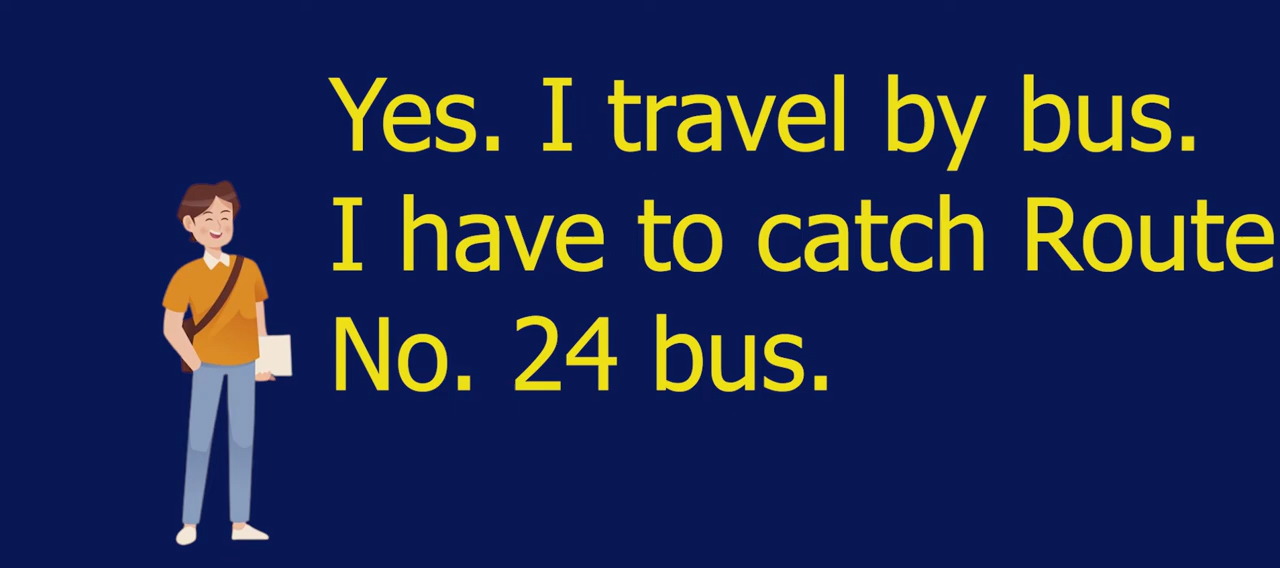 Yes. I travel by bus.
I have to catch Route
No. 24 bus.